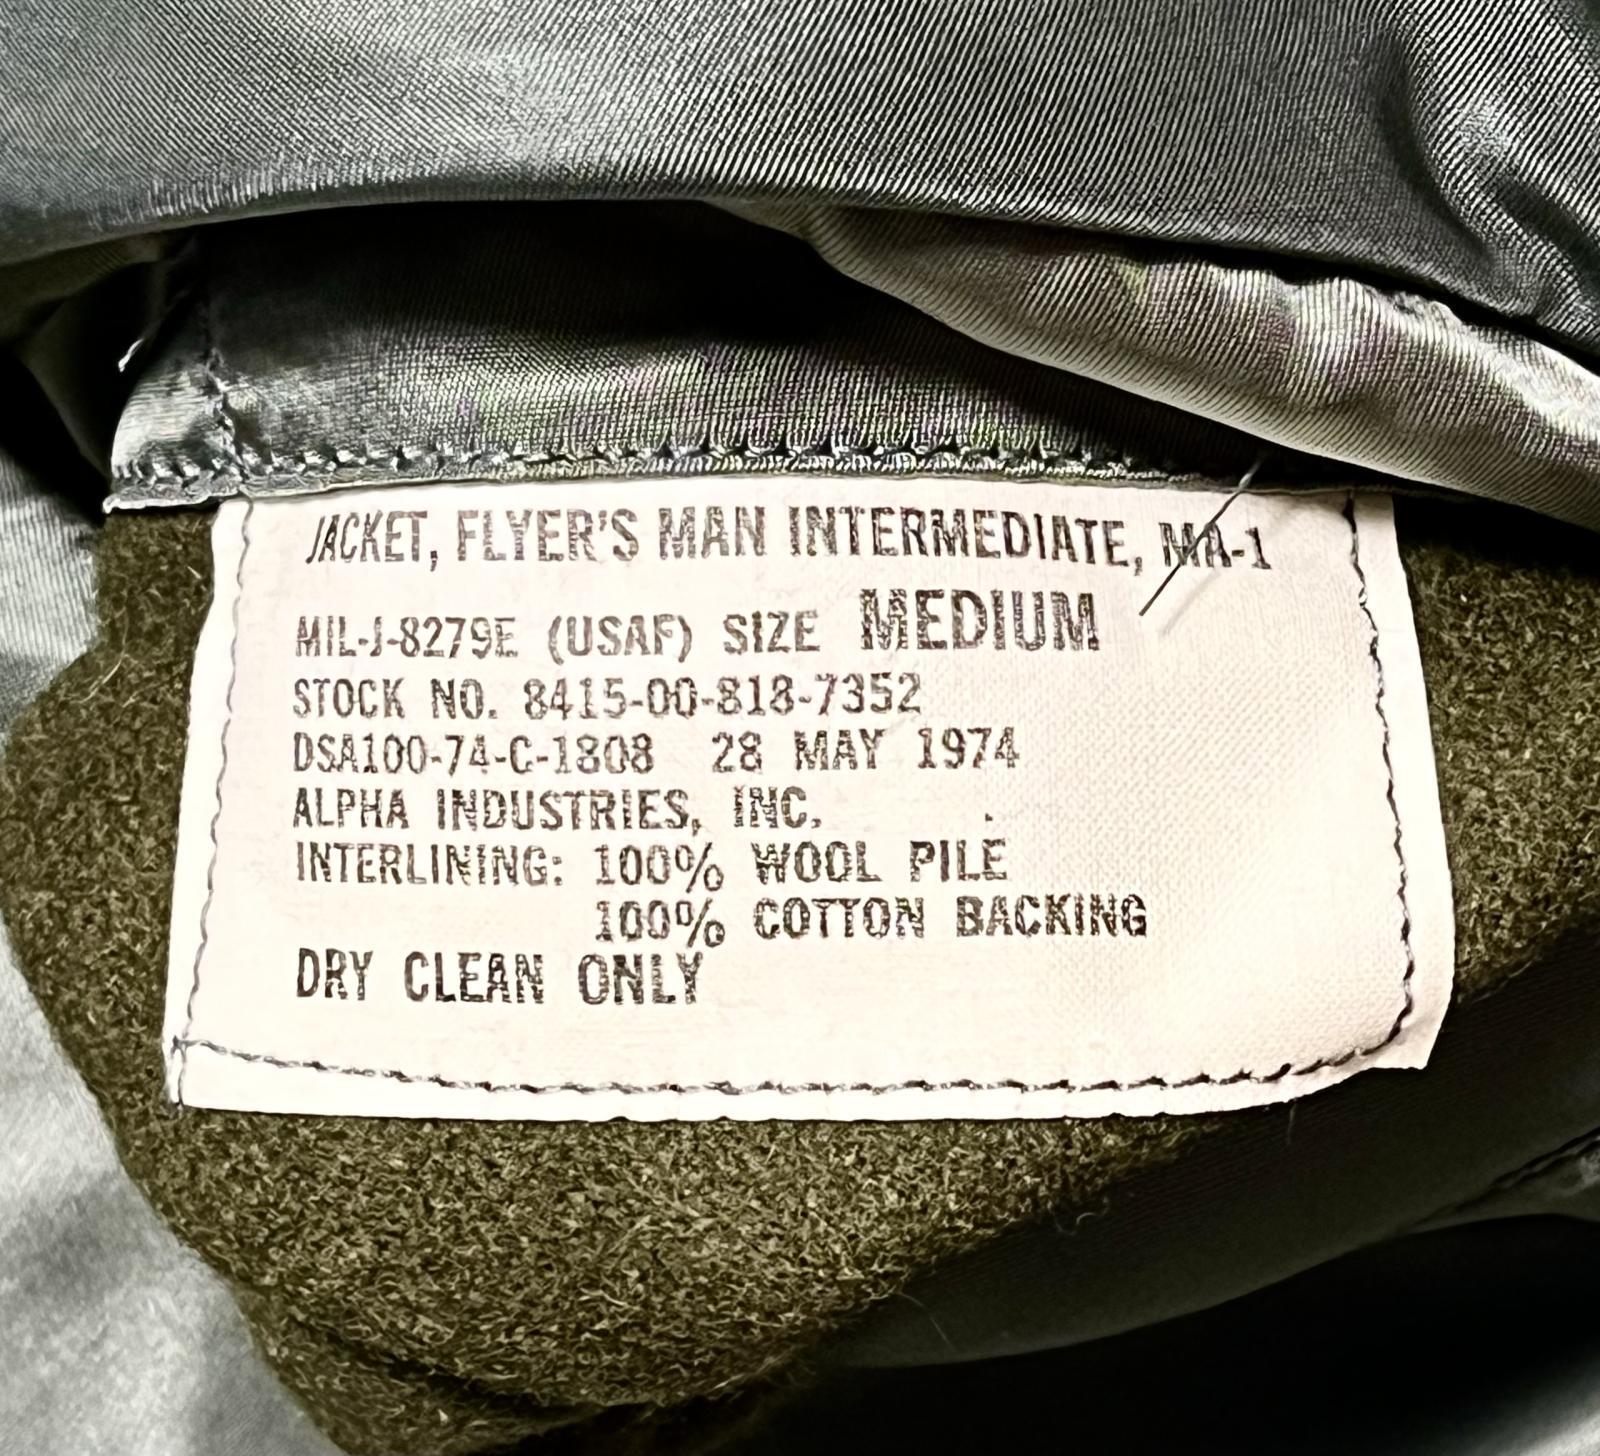 JACKET, FLYER'S MAN INTERMEDIATE, MA-1
MIL-J-8279E (USAF) SIZE MEDIUM
STOCK NO. 8415-00-818-7352
DSA100-74-C-1808 28 MAY 1974
ALPHA INDUSTRIES, INC.
INTERLINING: 100% WOOL PILE
100% COTTON BACKING
DRY CLEAN ONLY